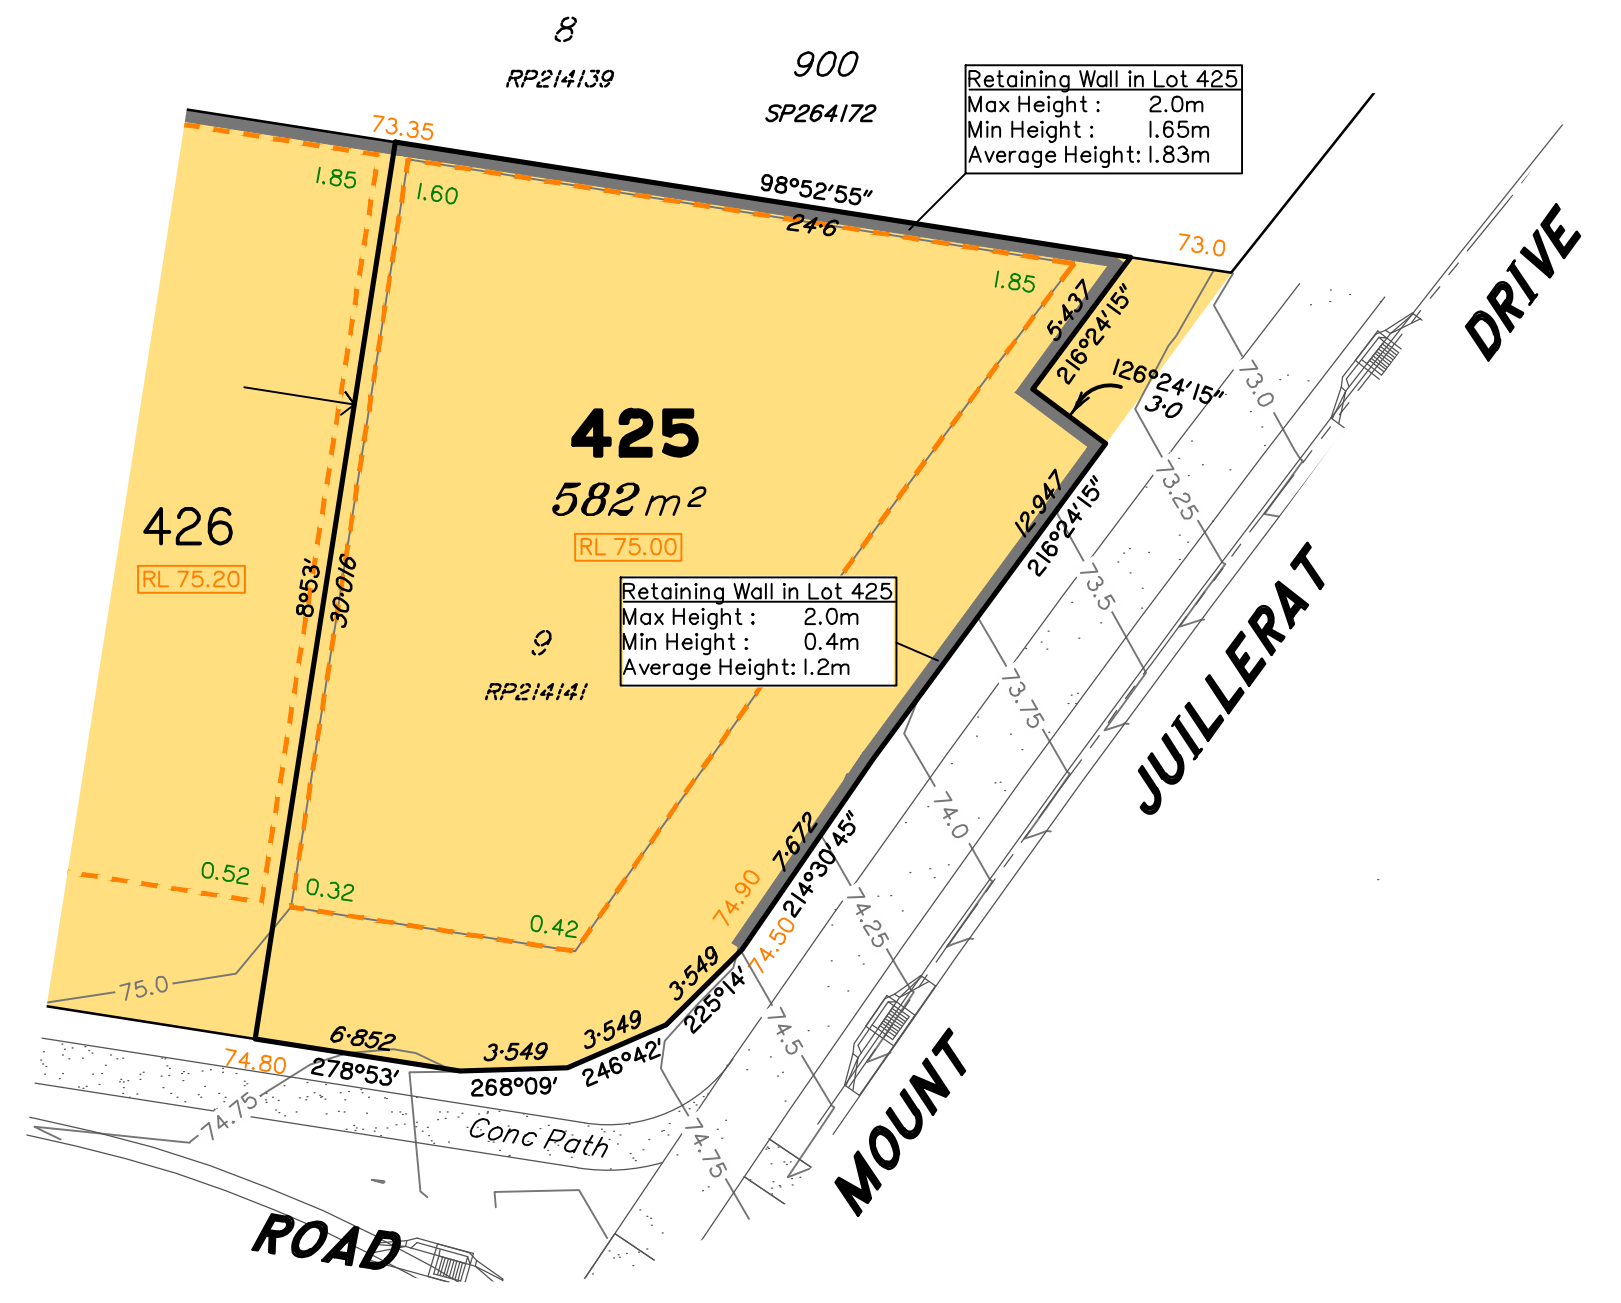 8
RP214139
900
SP264172
Retaining Wall in Lot 425
Max Height : 2.0m
Min Height : 1.65m
Average Height: 1.83m
73.35
98°52'55"
24·6
73.0
1.85
1.60
1.85
5·437
216°24'15"
126°24'15"
3·0
73.0
DRIVE
425
582 m²
RL 75.00
426
RL 75.20
8°53'
30·016
12·947
216°24'15"
73.25
73.5
Retaining Wall in Lot 425
Max Height : 2.0m
Min Height : 0.4m
Average Height: 1.2m
9
RP214141
73.75
JUILLERAT
74.0
7·672
214°30'45"
0.52
0.32
0.42
74.90
74.50
74.25
75.0
3·549
225°14'
6·852
3·549
3·549
74.80
278°53'
268°09'
246°42'
74.5
74.75
Conc Path
74.75
MOUNT
ROAD